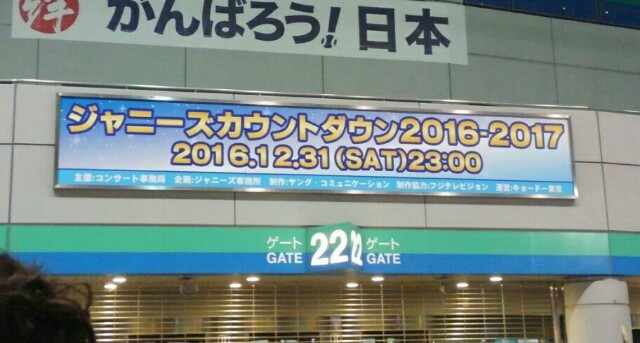 絆 がんばろう!日本
ジャニーズカウントダウン2016-2017
2016.12.31(SAT)23:00
主催:コンサート事務局 企画:ジャニーズ事務所 制作:ヤング・コミュニケーション 制作協力:フジテレビジョン 運営:キョードー東京
ゲート 22 22 ゲート
GATE GATE